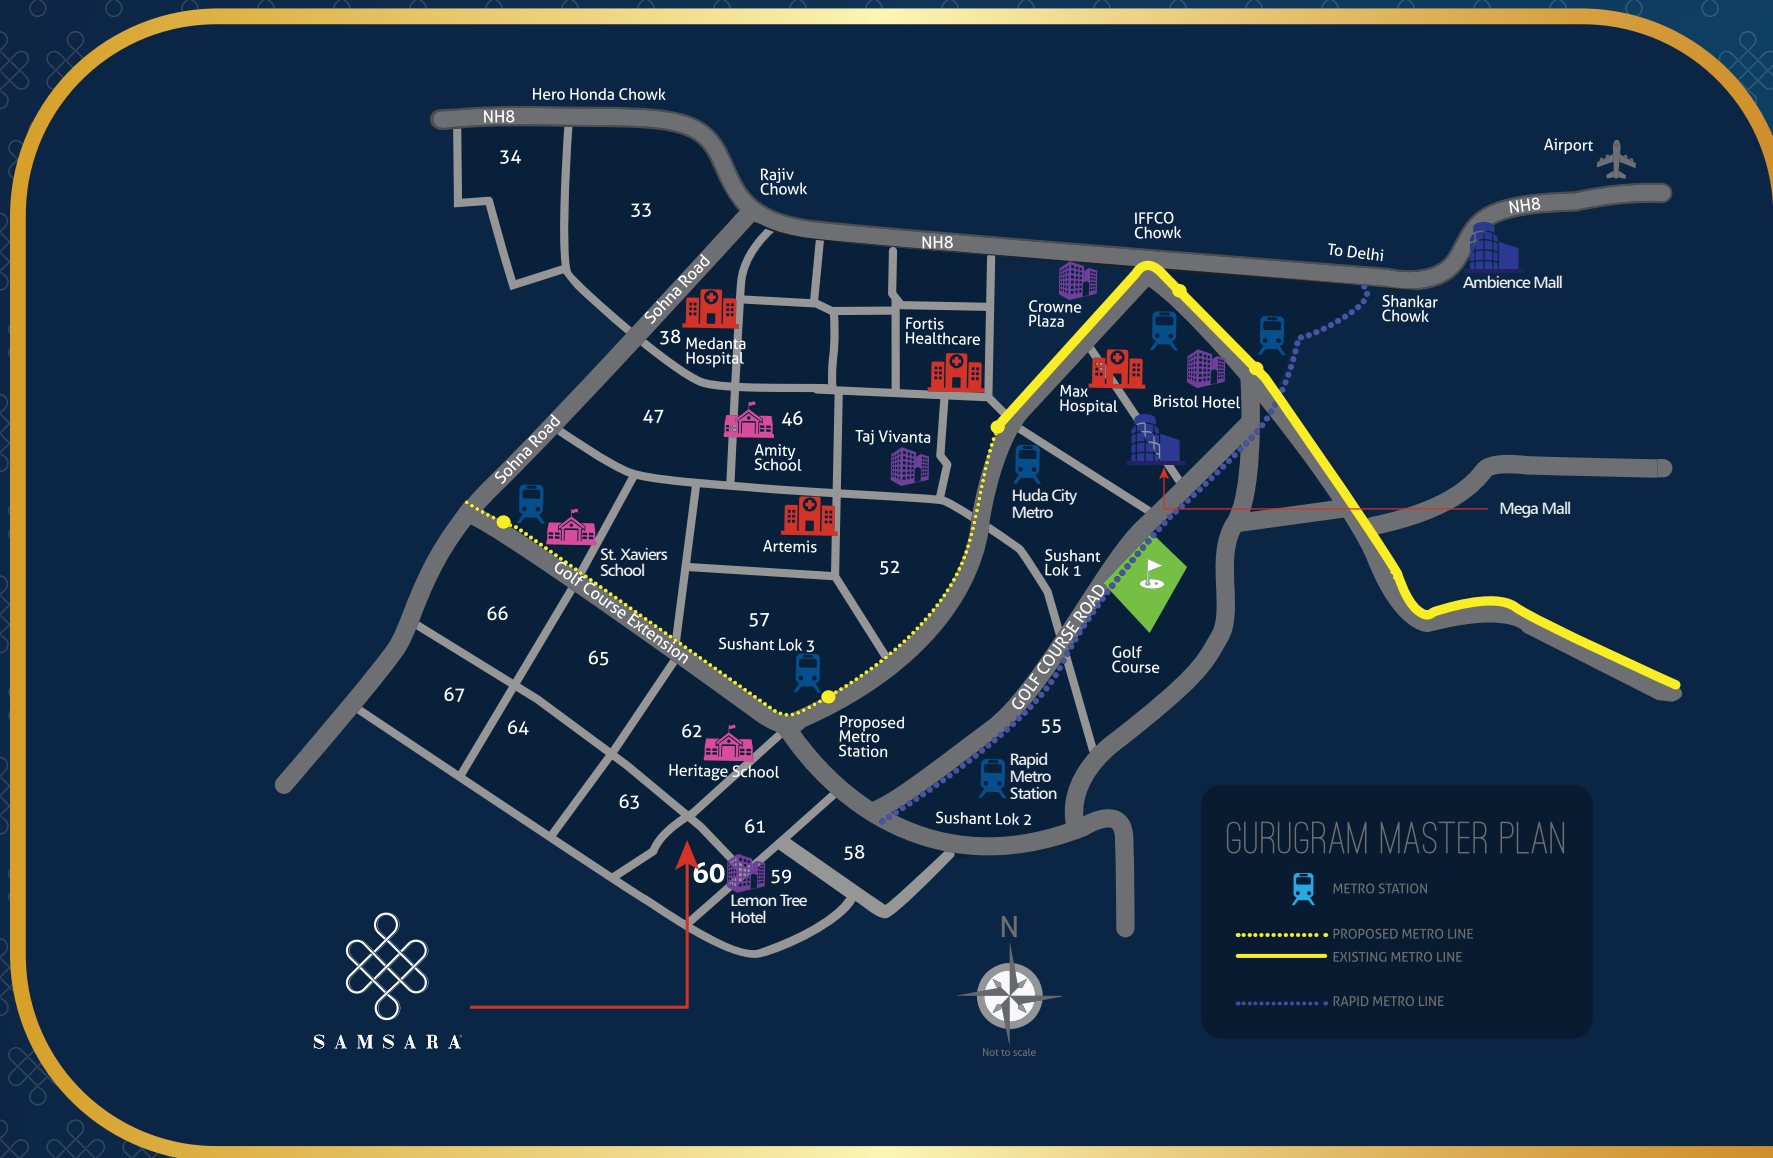 Hero Honda Chowk
NH8
34
33
Rajiv
Chowk
Airport
NH8
IFFCO
Chowk
NH8
To Delhi
Ambience Mall
Shankar
Chowk
Sohna Road
Crowne
Plaza
Fortis
Healthcare
38
Medanta
Hospital
Max
Hospital
Bristol Hotel
47
46
Taj Vivanta
Amity
School
Sohna Road
Huda City
Metro
Mega Mall
Artemis
St. Xaviers
School
Sushant
Lok 1
52
Golf Course Extension
GOLF COURSE ROAD
66
57
Sushant Lok 3
65
Golf
Course
67
64
62
Proposed
Metro
Station
55
Heritage School
Rapid
Metro
Station
63
61
Sushant Lok 2
58
60
59
Lemon Tree
Hotel
GURUGRAM MASTER PLAN
METRO STATION
PROPOSED METRO LINE
EXISTING METRO LINE
RAPID METRO LINE
N
Not to scale
SAMSARA